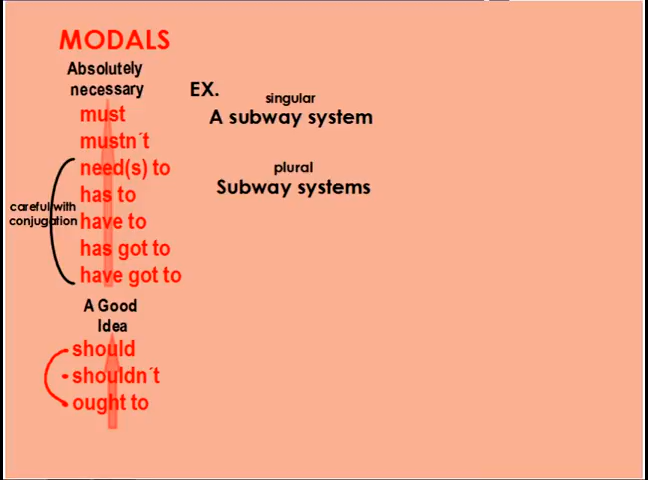 MODALS
Absolutely
necessary
must
mustn´t
need(s) to
has to
have to
has got to
have got to
careful with
conjugation
A Good
Idea
should
shouldn´t
ought to
EX.
singular
A subway system
plural
Subway systems